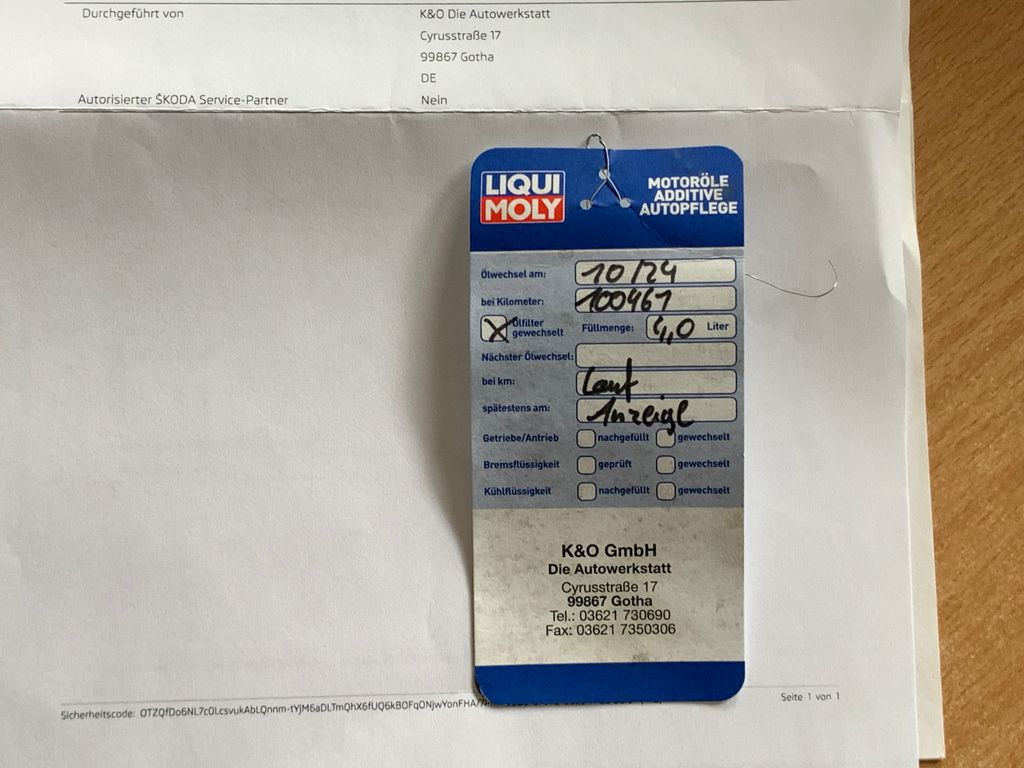 Durchgeführt von K&O Die Autowerkstatt
Cyrusstraße 17
99867 Gotha
DE
Autorisierter ŠKODA Service-Partner Nein
LIQUI
MOLY
MOTORÖLE
ADDITIVE
AUTOPFLEGE
Ölwechsel am: 10/24
bei Kilometer: 100461
Ölfilter
gewechselt
Füllmenge: 4,0 Liter
Nächster Ölwechsel:
bei km: Laut
spätestens am: Anzeige
Getriebe/Antrieb nachgefüllt gewechselt
Bremsflüssigkeit geprüft gewechselt
Kühlflüssigkeit nachgefüllt gewechselt
K&O GmbH
Die Autowerkstatt
Cyrusstraße 17
99867 Gotha
Tel.: 03621 730690
Fax: 03621 7350306
Seite 1 von 1
Sicherheitscode: